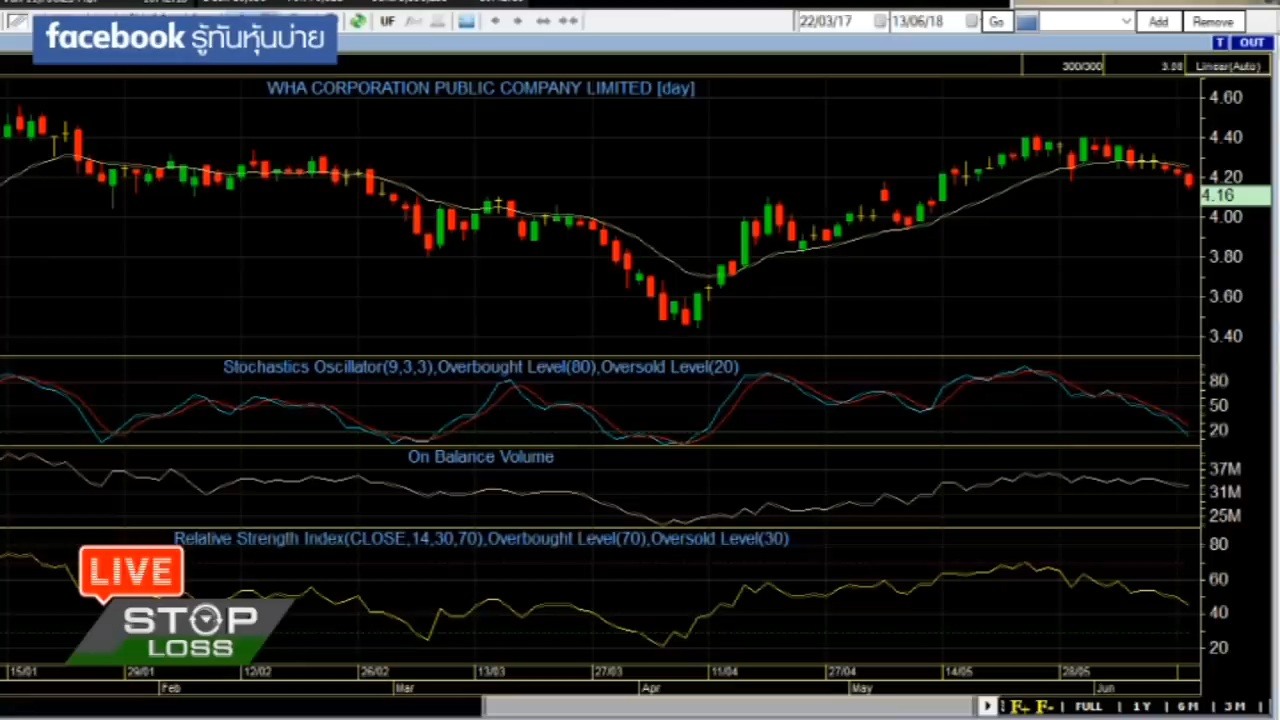 UF
22/03/17
13/06/18
Go
Add
Remove
facebook รู้ทันหุ้นบ่าย
T
OUT
300/300
Linear(Auto)
WHA CORPORATION PUBLIC COMPANY LIMITED [day]
4.60
4.40
4.20
4.16
4.00
3.80
3.60
3.40
Stochastics Oscillator(9,3,3),Overbought Level(80),Oversold Level(20)
80
50
20
On Balance Volume
37M
31M
25M
Relative Strength Index(CLOSE,14,30,70),Overbought Level(70),Oversold Level(30)
80
60
40
20
LIVE
STOP
LOSS
15/01
29/01
12/02
26/02
13/03
27/03
11/04
27/04
14/05
28/05
Feb
Mar
Apr
May
Jun
F+
F-
FULL
1 Y
6 M
3 M